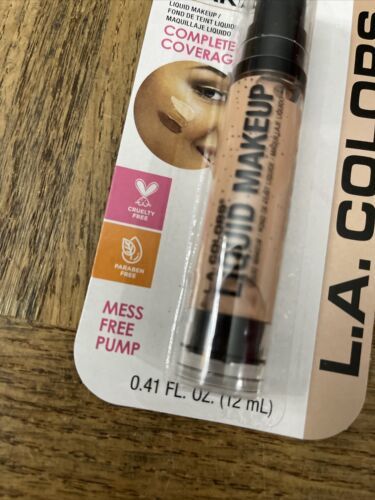 LIQUID MAKEUP /
FOND DE TEINT LIQUIDE
MAQUILLAJE LIQUIDO
COMPLETE
COVERAG
CRUELTY
FREE
PARABEN
FREE
MESS
FREE
PUMP
L.A. COLORS
LIQUID MAKEUP
0.41 FL. OZ. (12 mL)
L.A. COLORS